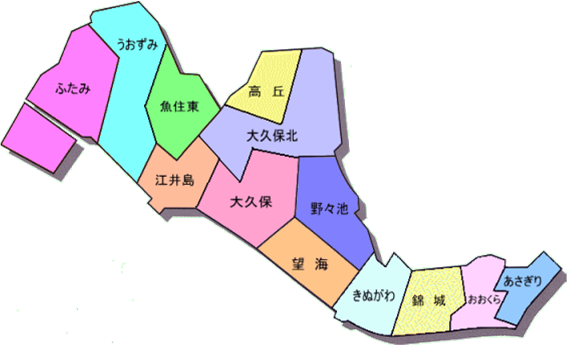 うおずみ
ふたみ
魚住東
高丘
大久保北
江井島
大久保
野々池
望海
きぬがわ
錦城
おおくら
あさぎり